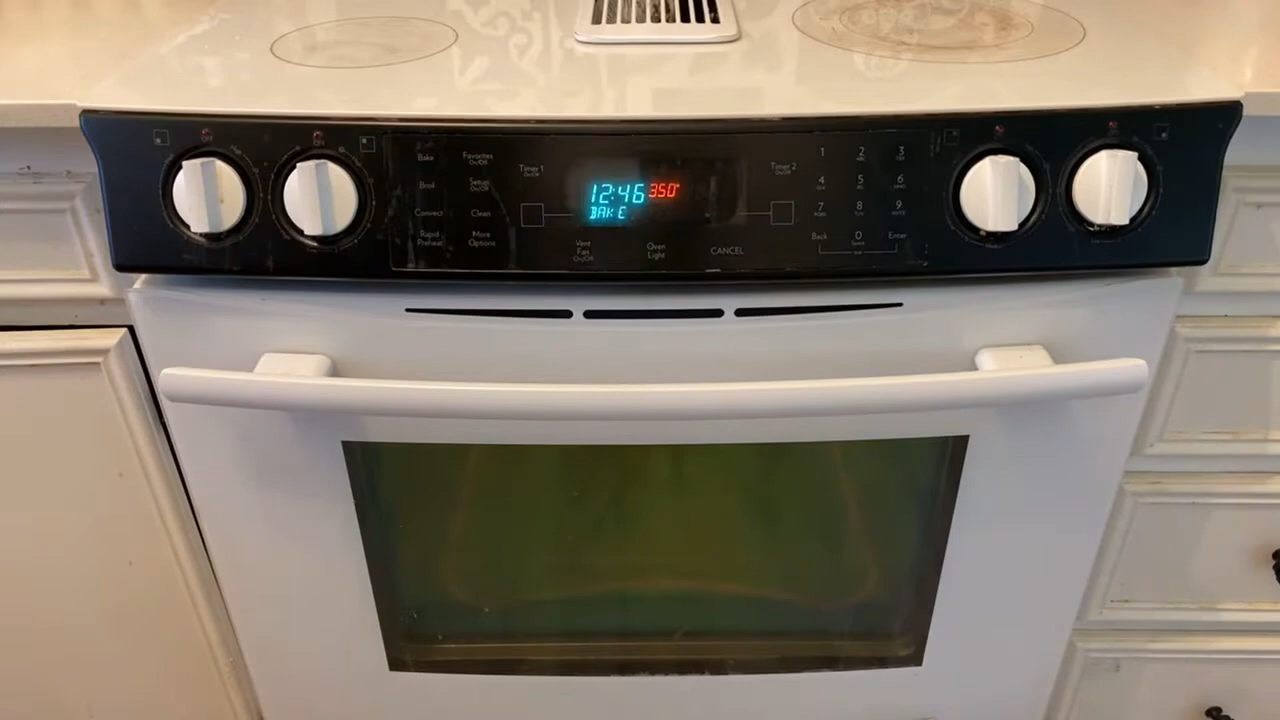 OFF
OFF
Bake
Favorites
On/Off
Broil
Setup
On/Off
Convect
Clean
Rapid
Preheat
More
Options
Timer 1
On/Off
12:46 350°
BAKE
Vent
Fan
On/Off
Oven
Light
CANCEL
Timer 2
On/Off
1 2 3
4 5 6
7 8 9
Back 0 Enter